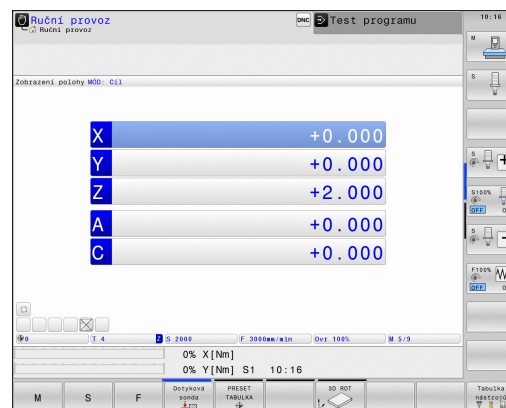 Ruční provoz
DNC
Test programu
10:16
Ruční provoz
M
Zobrazení polohy MÓD: Cíl
S
X +0.000
Y +0.000
Z +2.000
A +0.000
C +0.000
S
S100%
OFF
S
F100%
OFF
0 T 4 Z S 2000 F 3000mm/min Ovr 100% M 5/9
0% X[Nm]
0% Y[Nm] S1 10:16
M
S
F
Dotyková sonda
PRESET TABULKA
3D ROT
Tabulka nástrojů